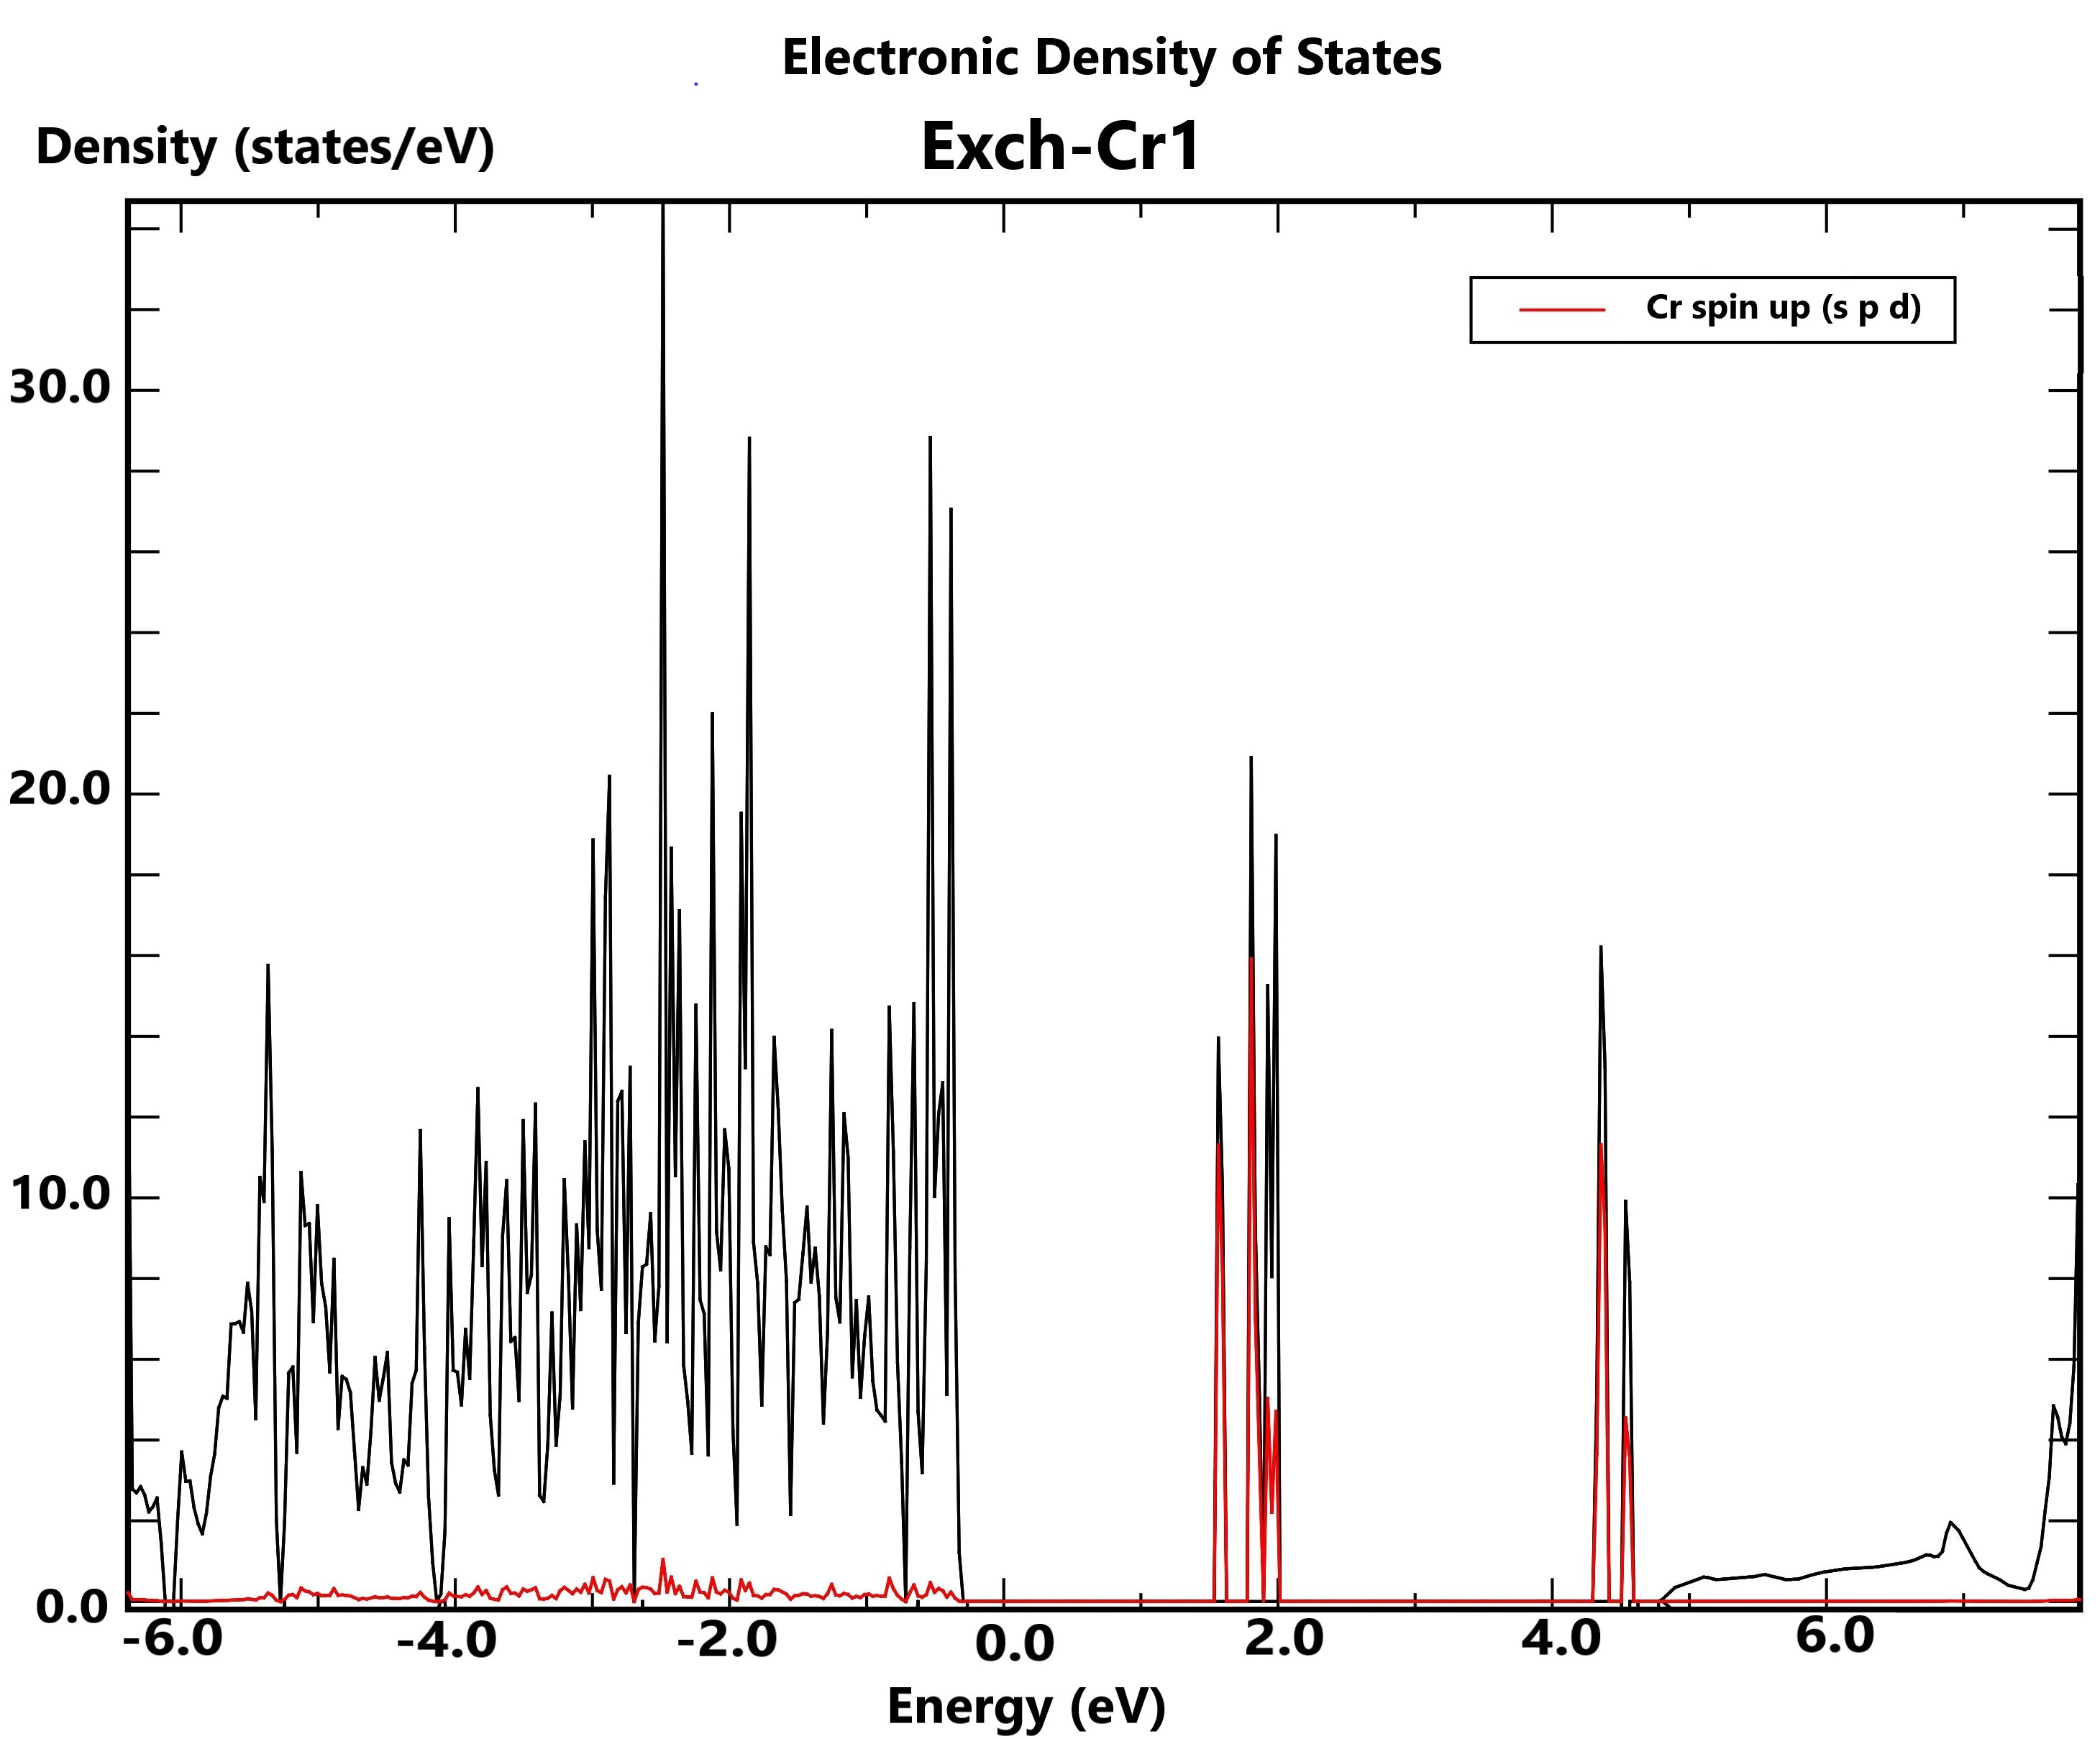 Electronic Density of States
Density (states/eV)
Exch-Cr1
Cr spin up (s p d)
30.0
20.0
10.0
0.0
-6.0 -4.0 -2.0 0.0 2.0 4.0 6.0
Energy (eV)